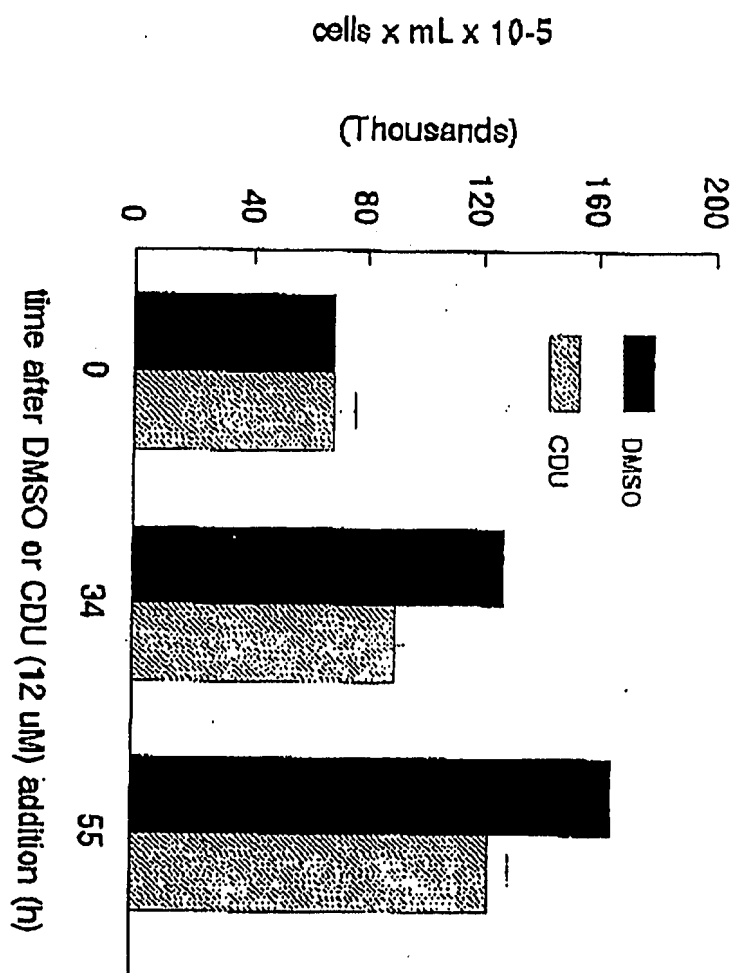 cells x mL x 10-5
(Thousands)
200
160
120
80
40
0
DMSO
CDU
0
34
55
time after DMSO or CDU (12 uM) addition (h)